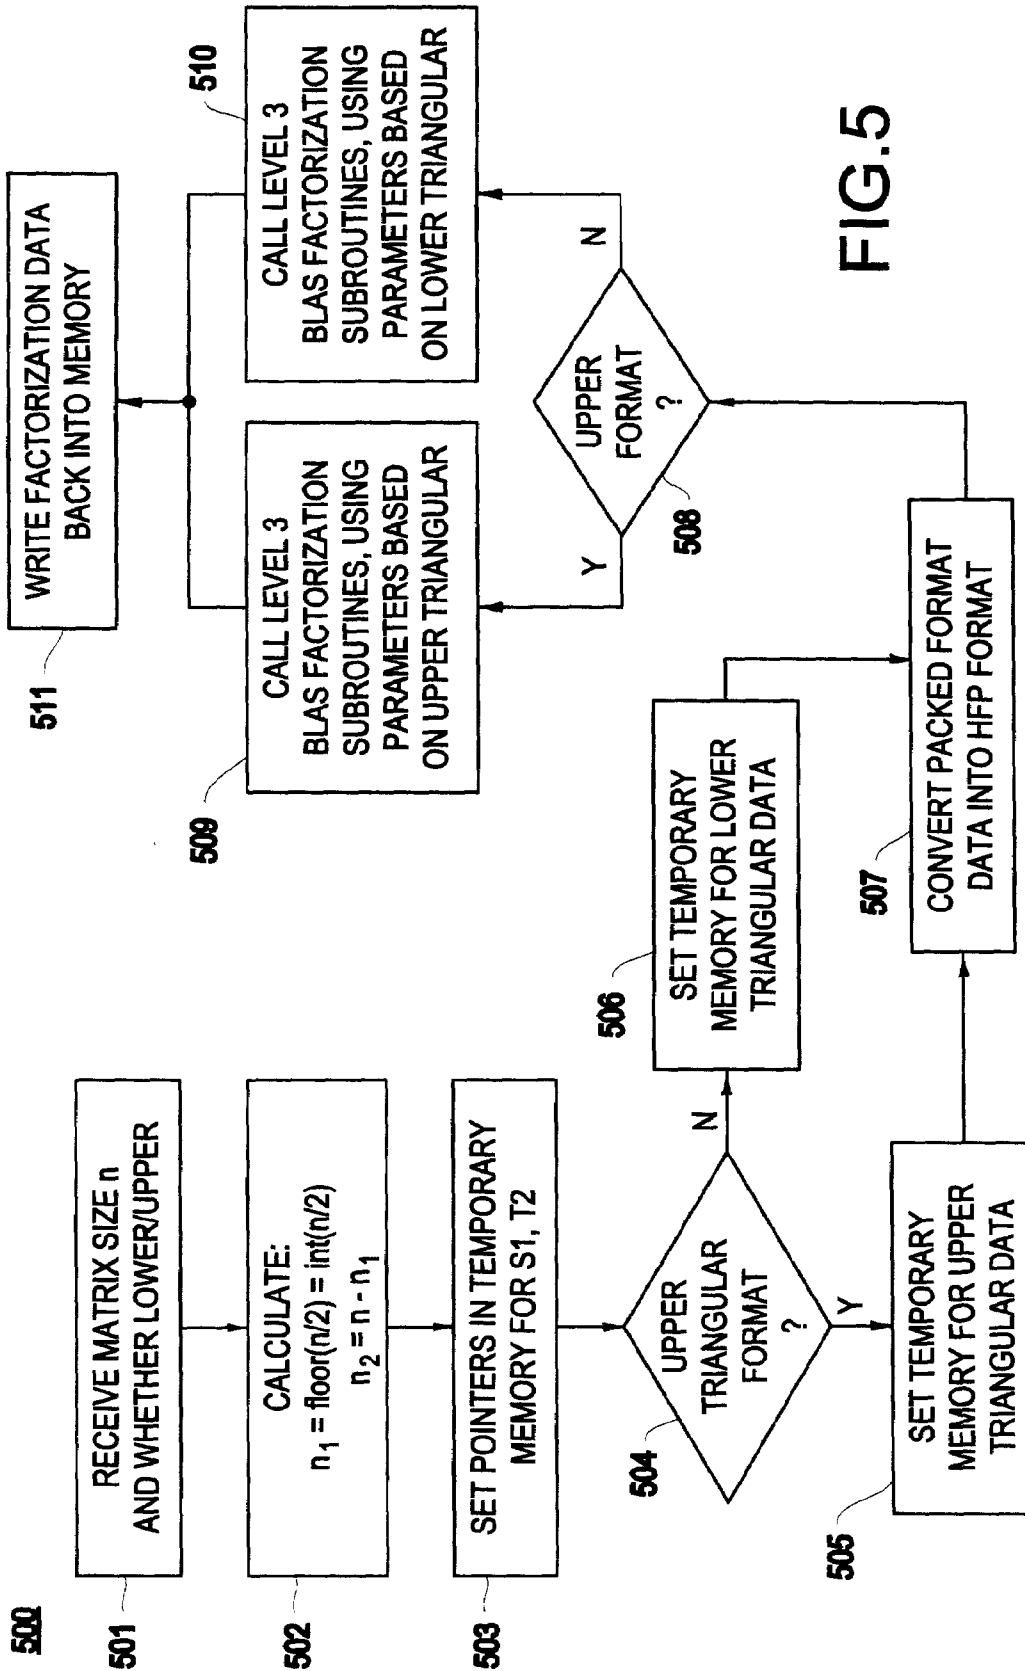 500
501
RECEIVE MATRIX SIZE n
AND WHETHER LOWER/UPPER
502
CALCULATE:
n₁ = floor(n/2) = int(n/2)
n₂ = n - n₁
503
SET POINTERS IN TEMPORARY
MEMORY FOR S1, T2
504
UPPER
TRIANGULAR
FORMAT
?
N
Y
505
SET TEMPORARY
MEMORY FOR UPPER
TRIANGULAR DATA
506
SET TEMPORARY
MEMORY FOR LOWER
TRIANGULAR DATA
507
CONVERT PACKED FORMAT
DATA INTO HFP FORMAT
508
UPPER
FORMAT
?
Y
N
509
CALL LEVEL 3
BLAS FACTORIZATION
SUBROUTINES, USING
PARAMETERS BASED
ON UPPER TRIANGULAR
510
CALL LEVEL 3
BLAS FACTORIZATION
SUBROUTINES, USING
PARAMETERS BASED
ON LOWER TRIANGULAR
511
WRITE FACTORIZATION DATA
BACK INTO MEMORY
FIG.5